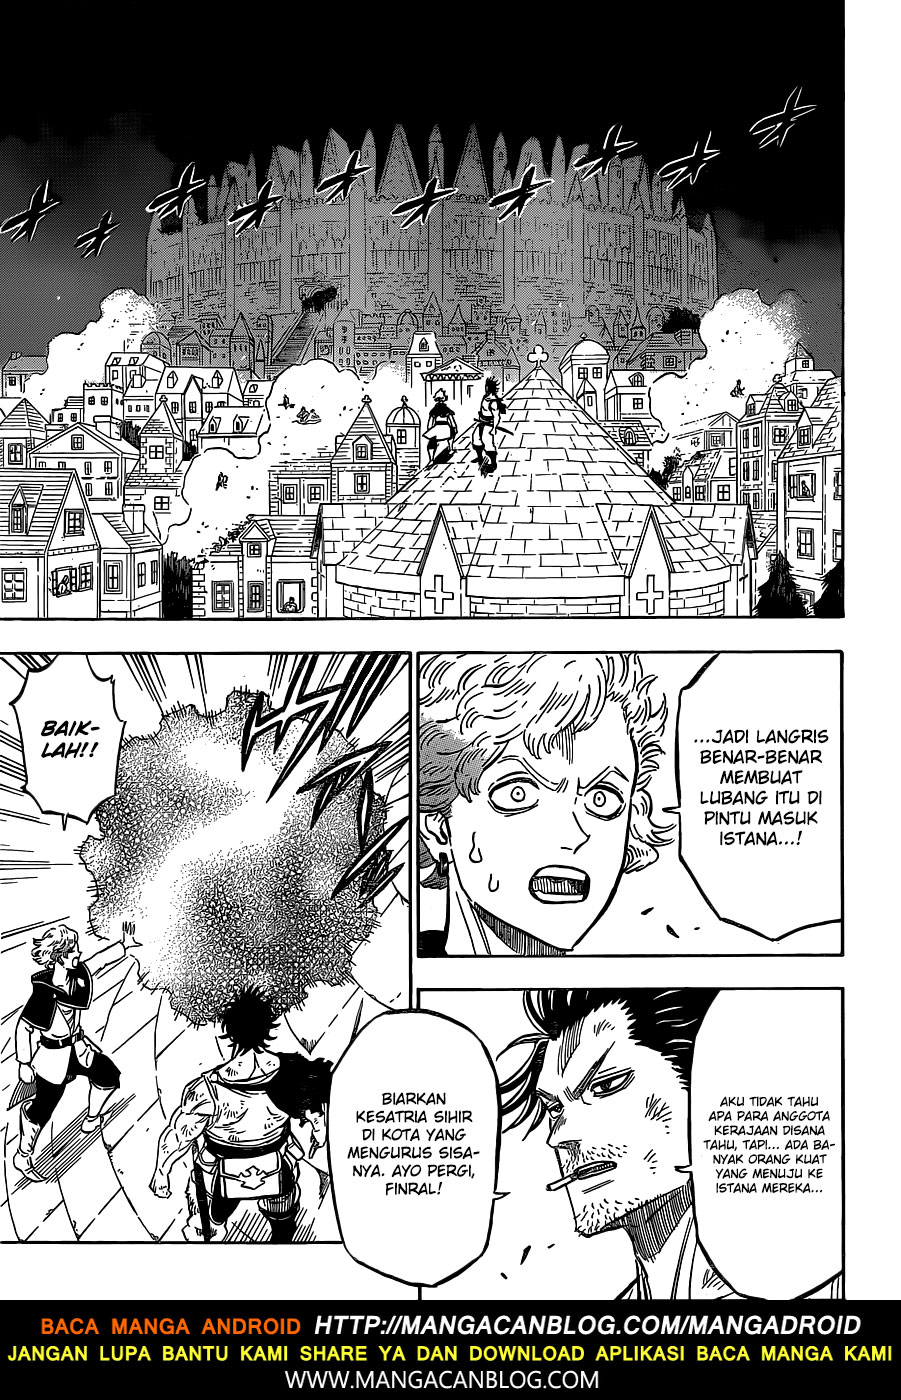 ...JADI LANGRIS
BENAR-BENAR
MEMBUAT
LUBANG ITU DI
PINTU MASUK
ISTANA...!
AKU TIDAK TAHU
APA PARA ANGGOTA
KERAJAAN DISANA
TAHU, TAPI... ADA BA-
NYAK ORANG KUAT
YANG MENUJU KE
ISTANA MEREKA...
BIARKAN
KESATRIA SIHIR
DI KOTA YANG
MENGURUS SISA-
NYA. AYO PERGI,
FINRAL!
BAIK-
LAH!!
BACA MANGA ANDROID HTTP://MANGACANBLOG.COM/MANGADROID
JANGAN LUPA BANTU KAMI SHARE YA DAN DOWNLOAD APLIKASI BACA MANGA KAMI
WWW.MANGACANBLOG.COM